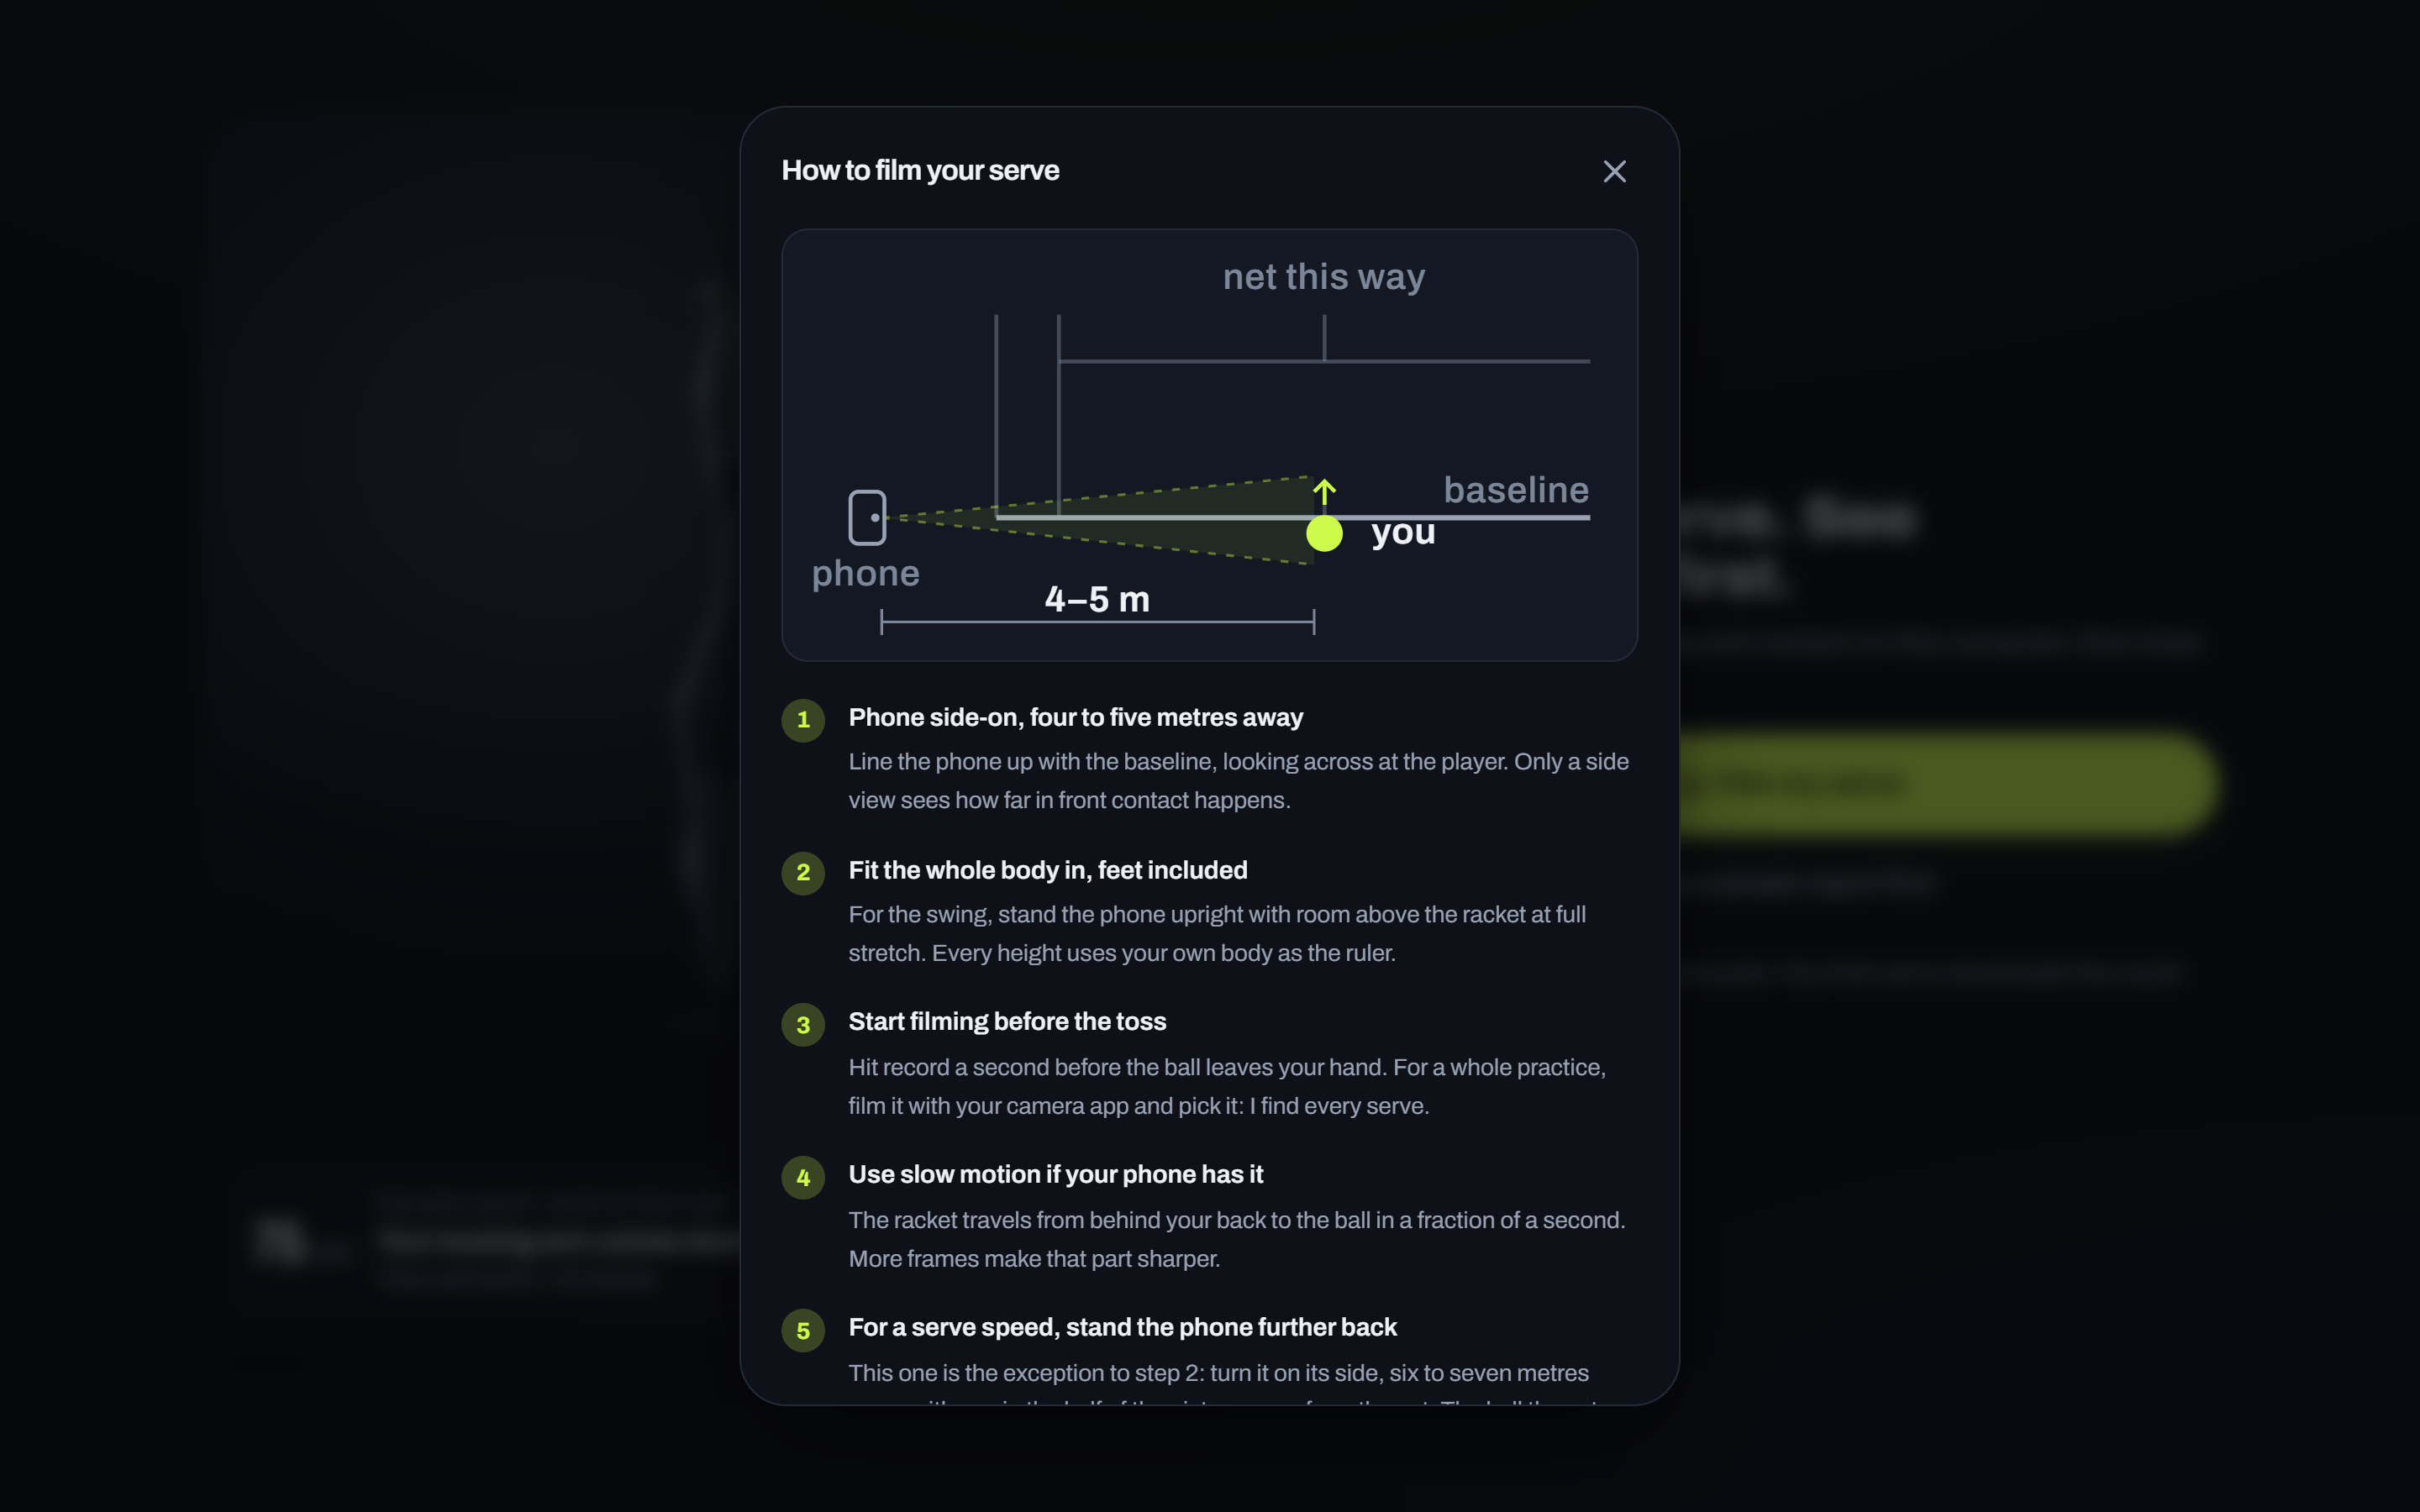 How to film your serve
net this way
baseline
you
phone
4–5 m
1
Phone side-on, four to five metres away
Line the phone up with the baseline, looking across at the player. Only a side
view sees how far in front contact happens.
2
Fit the whole body in, feet included
For the swing, stand the phone upright with room above the racket at full
stretch. Every height uses your own body as the ruler.
3
Start filming before the toss
Hit record a second before the ball leaves your hand. For a whole practice,
film it with your camera app and pick it: I find every serve.
4
Use slow motion if your phone has it
The racket travels from behind your back to the ball in a fraction of a second.
More frames make that part sharper.
5
For a serve speed, stand the phone further back
This one is the exception to step 2: turn it on its side, six to seven metres
rve. See
first.